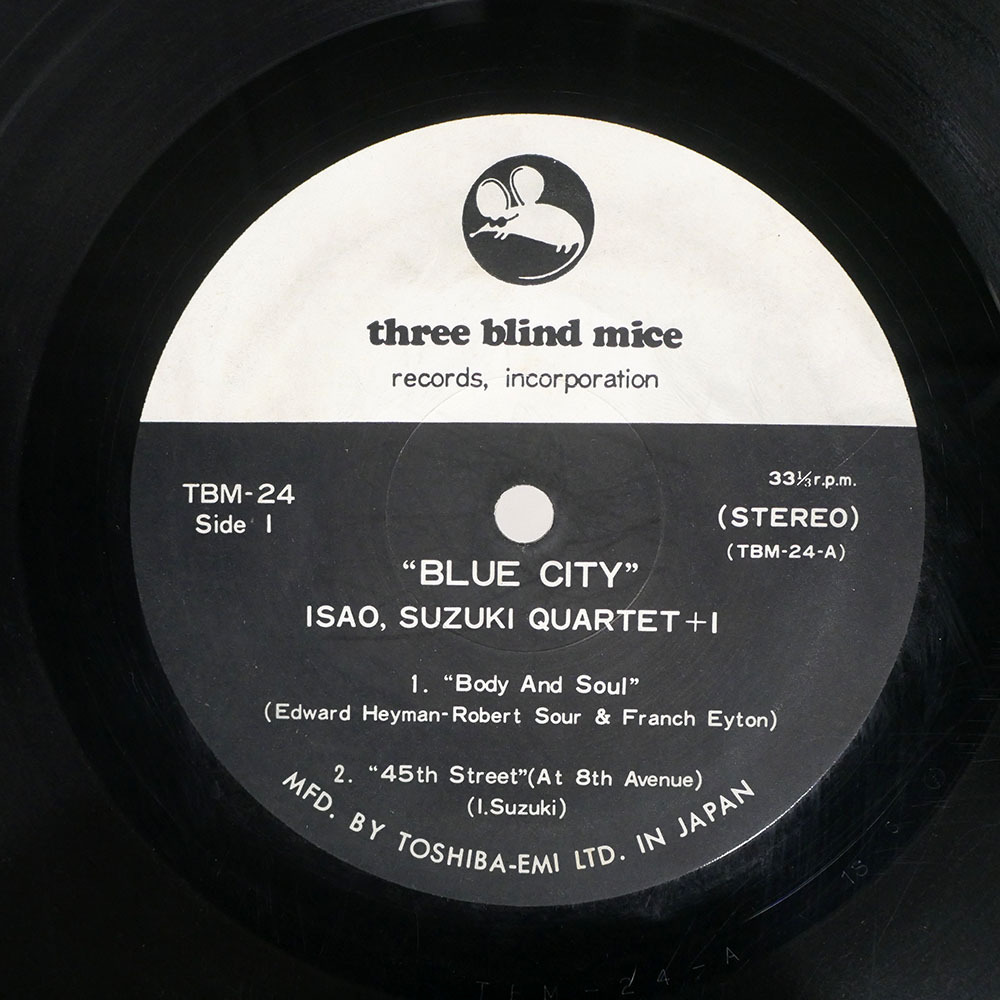 three blind mice
records, incorporation
TBM-24
Side 1
33⅓r.p.m.
(STEREO)
(TBM-24-A)
“BLUE CITY”
ISAO, SUZUKI QUARTET+1
1. “Body And Soul”
(Edward Heyman-Robert Sour & Franch Eyton)
2. “45th Street”(At 8th Avenue)
(I.Suzuki)
MFD. BY TOSHIBA-EMI LTD. IN JAPAN
TBM-24-A